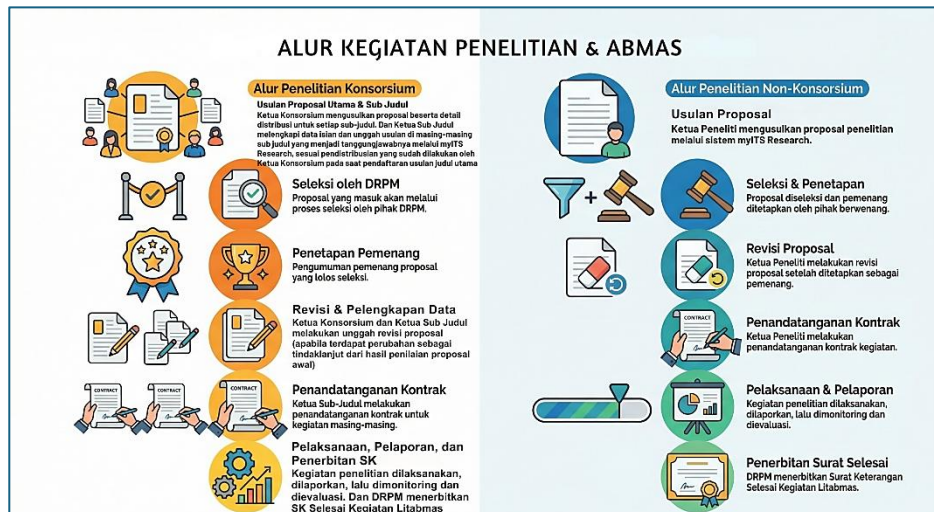 ALUR KEGIATAN PENELITIAN & ABMAS
Alur Penelitian Konsorsium
Usulan Proposal Utama & Sub Judul
Ketua Konsorsium mengusulkan proposal beserta detail
distribusi untuk setiap sub-judul. Dan Ketua Sub Judul
melengkapi data isian dan unggah usulan di masing-masing
sub judul yang menjadi tanggungjawabnya melalui myITS
Research, sesuai pendistribusian yang sudah dilakukan oleh
Ketua Konsorsium pada saat pendaftaran usulan judul utama
Seleksi oleh DRPM
Proposal yang masuk akan melalui
proses seleksi oleh pihak DRPM.
Penetapan Pemenang
Pengumuman pemenang proposal
yang lolos seleksi.
Revisi & Pelengkapan Data
Ketua Konsorsium dan Ketua Sub Judul
melakukan unggah revisi proposal
(apabila terdapat perubahan sebagai
tindaklanjut dari hasil penilaian proposal
awal)
CONTRACT
CONTRACT
CONTRACT
Penandatanganan Kontrak
Ketua Sub-Judul melakukan
penandatanganan kontrak untuk
kegiatan masing-masing.
Pelaksanaan, Pelaporan, dan
Penerbitan SK
Kegiatan penelitian dilaksanakan,
dilaporkan, lalu dimonitoring dan
dievaluasi. Dan DRPM menerbitkan
SK Selesai Kegiatan Litabmas
Alur Penelitian Non-Konsorsium
Usulan Proposal
Ketua Peneliti mengusulkan proposal penelitian
melalui sistem myITS Research.
Seleksi & Penetapan
Proposal diseleksi dan pemenang
ditetapkan oleh pihak berwenang.
Revisi Proposal
Ketua Peneliti melakukan revisi
proposal setelah ditetapkan sebagai
pemenang.
CONTRACT
Penandatanganan Kontrak
Ketua Peneliti melakukan
penandatanganan kontrak kegiatan.
Pelaksanaan & Pelaporan
Kegiatan penelitian dilaksanakan,
dilaporkan, lalu dimonitoring dan
dievaluasi.
Penerbitan Surat Selesai
DRPM menerbitkan Surat Keterangan
Selesai Kegiatan Litabmas.